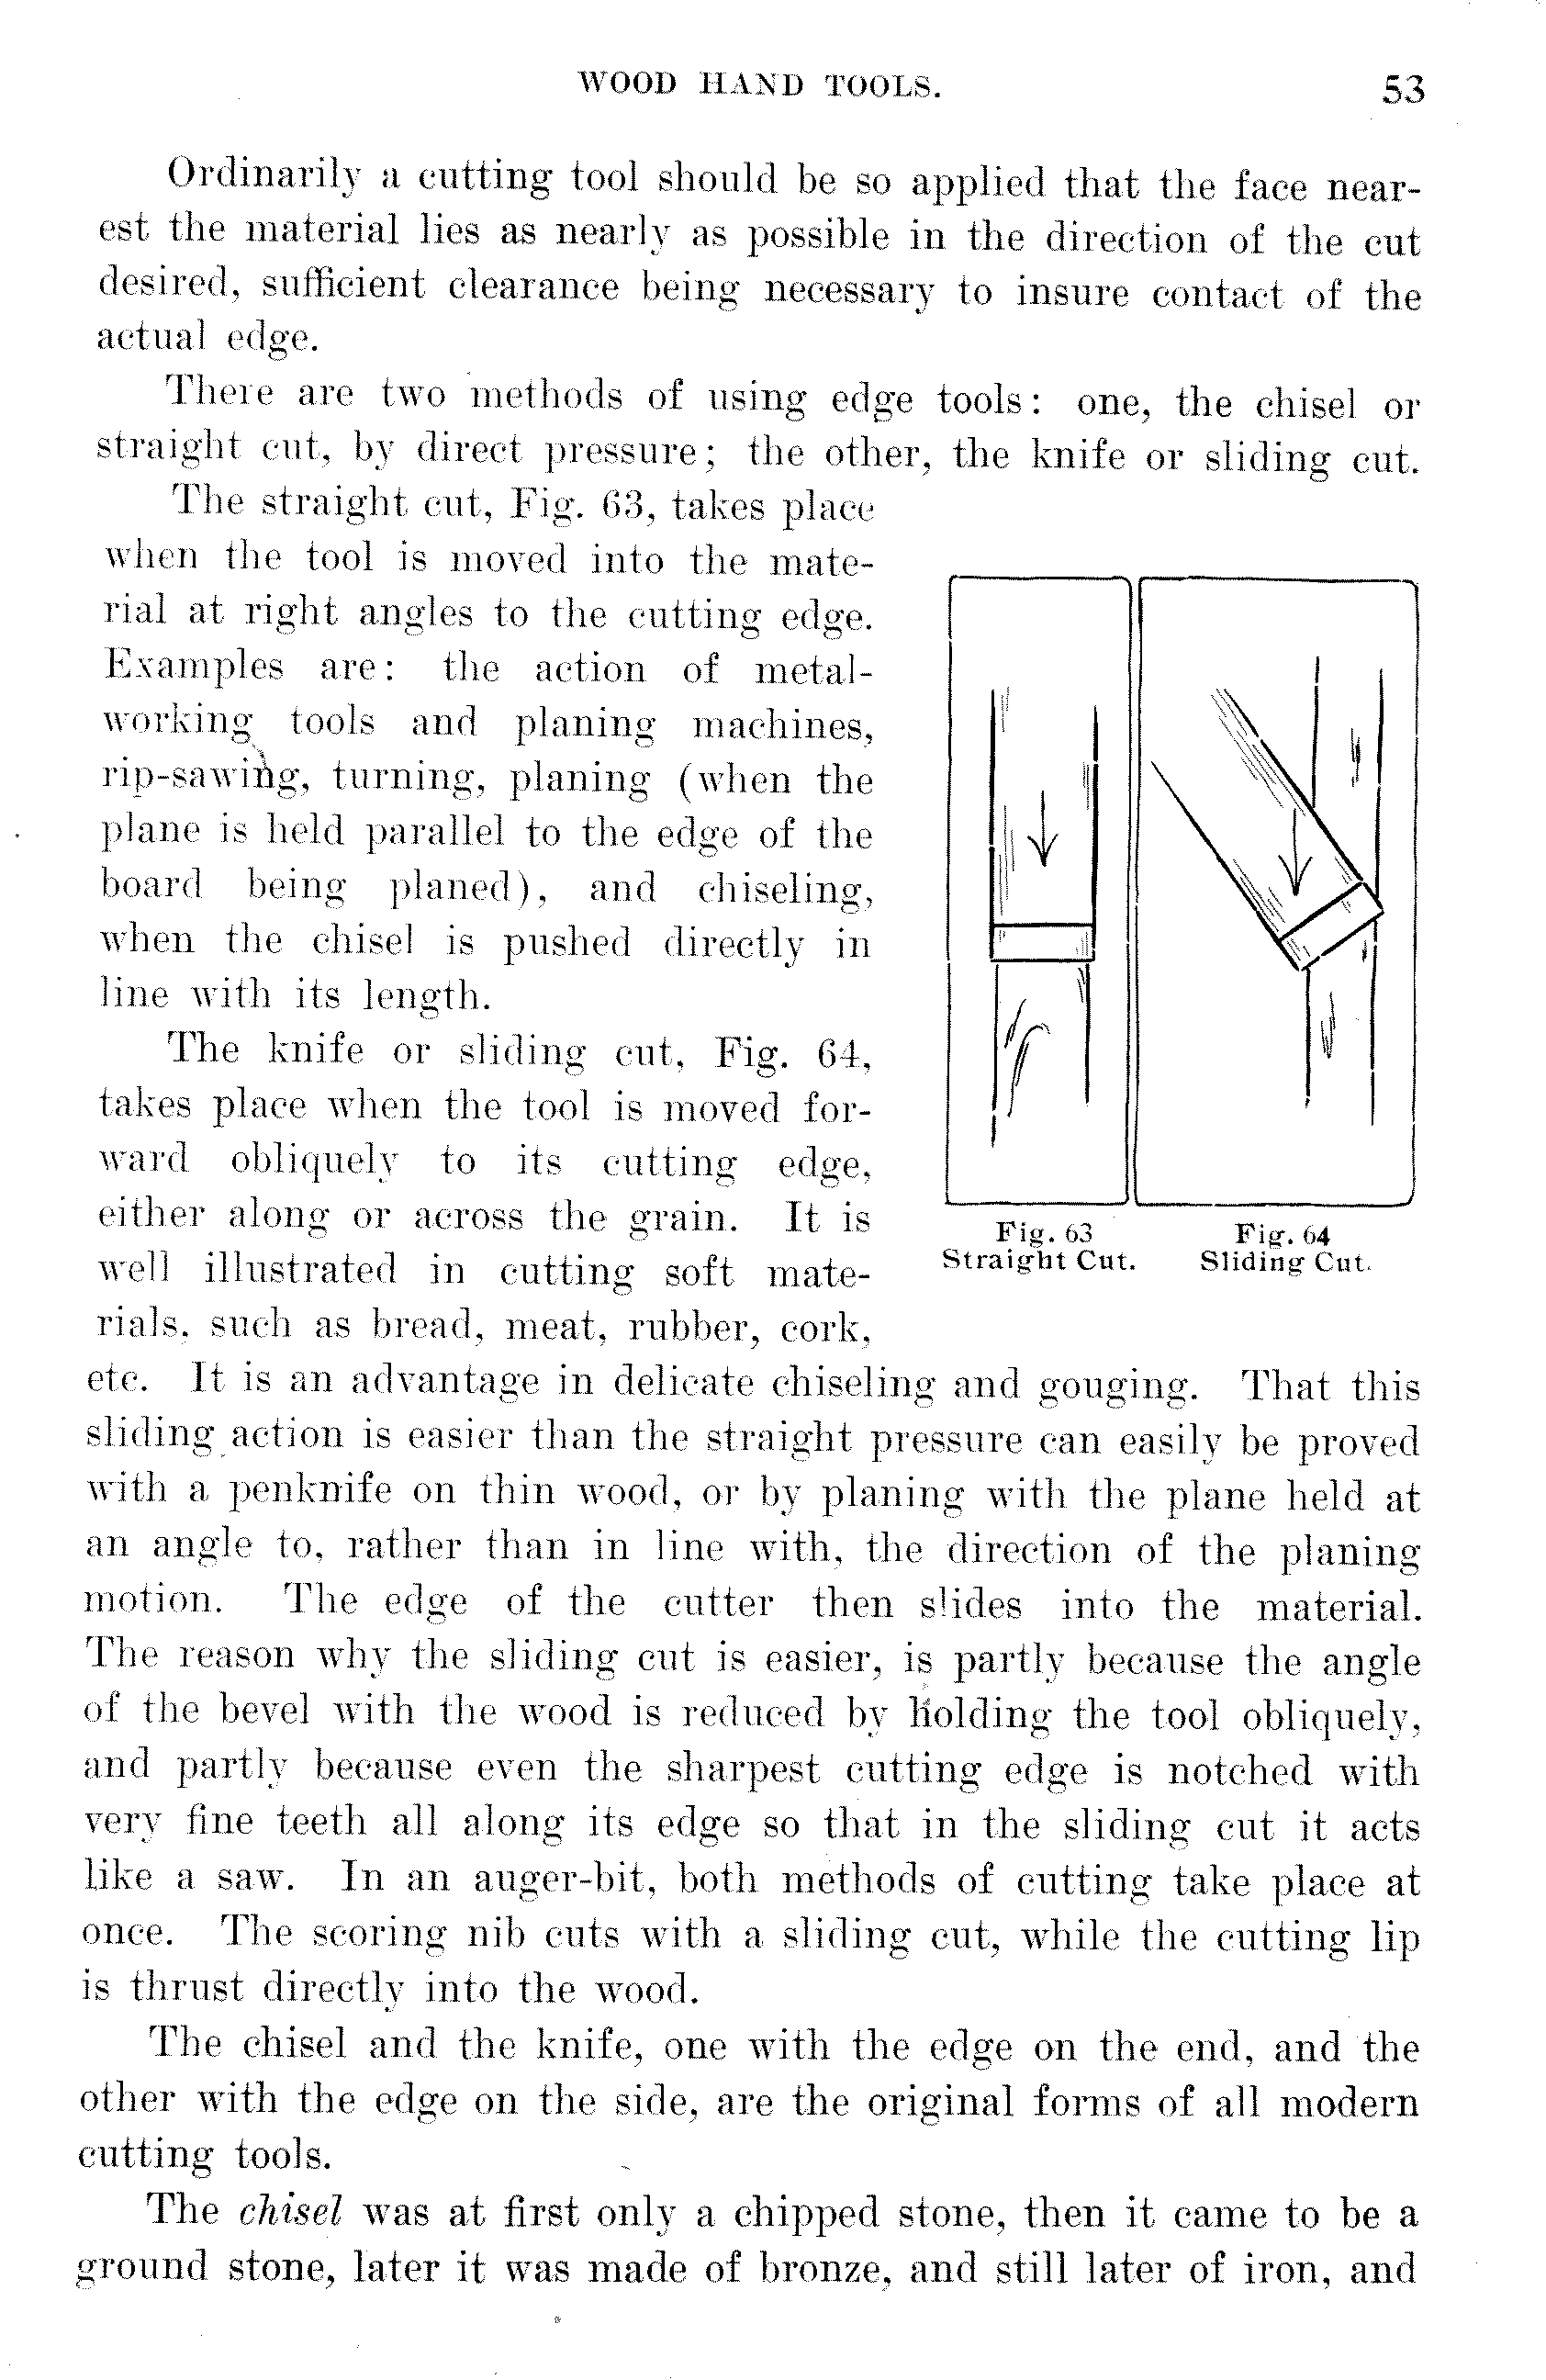 WOOD HAND TOOLS. 53
Ordinarily a cutting tool should be so applied that the face near-
est the material lies as nearly as possible in the direction of the cut
desired, sufficient clearance being necessary to insure contact of the
actual edge.
There are two methods of using edge tools: one, the chisel or
straight cut, by direct pressure; the other, the knife or sliding cut.
The straight cut, Fig. 63, takes place
when the tool is moved into the mate-
rial at right angles to the cutting edge.
Examples are: the action of metal-
working tools and planing machines,
rip-sawing, turning, planing (when the
plane is held parallel to the edge of the
board being planed), and chiseling,
when the chisel is pushed directly in
line with its length.
The knife or sliding cut, Fig. 64,
takes place when the tool is moved for-
ward obliquely to its cutting edge,
either along or across the grain. It is
well illustrated in cutting soft mate-
rials, such as bread, meat, rubber, cork,
Fig. 63
Straight Cut.
Fig. 64
Sliding Cut.
etc. It is an advantage in delicate chiseling and gouging. That this
sliding action is easier than the straight pressure can easily be proved
with a penknife on thin wood, or by planing with the plane held at
an angle to, rather than in line with, the direction of the planing
motion. The edge of the cutter then slides into the material.
The reason why the sliding cut is easier, is partly because the angle
of the bevel with the wood is reduced by holding the tool obliquely,
and partly because even the sharpest cutting edge is notched with
very fine teeth all along its edge so that in the sliding cut it acts
like a saw. In an auger-bit, both methods of cutting take place at
once. The scoring nib cuts with a sliding cut, while the cutting lip
is thrust directly into the wood.
The chisel and the knife, one with the edge on the end, and the
other with the edge on the side, are the original forms of all modern
cutting tools.
The chisel was at first only a chipped stone, then it came to be a
ground stone, later it was made of bronze, and still later of iron, and